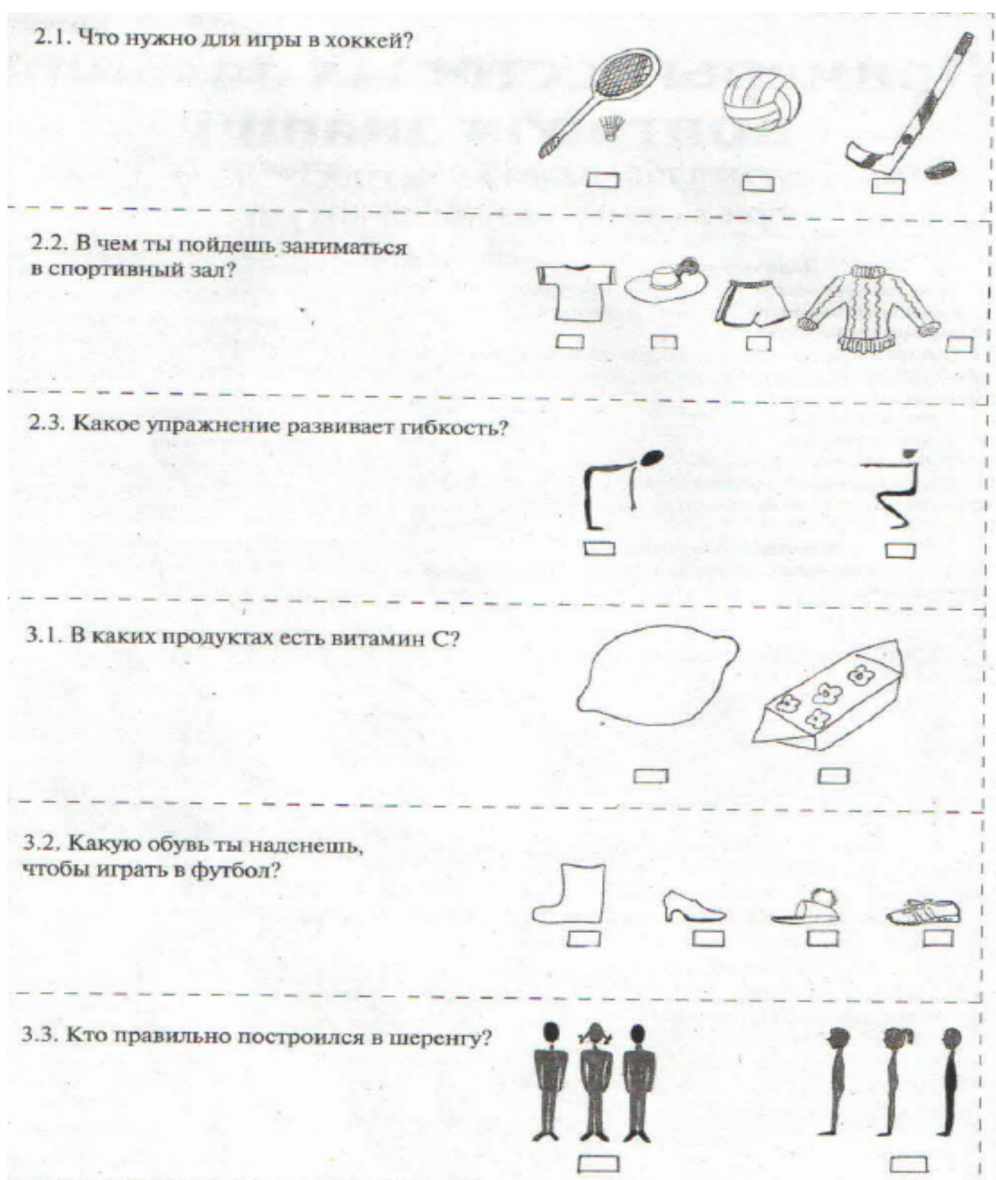 2.1. Что нужно для игры в хоккей?
2.2. В чем ты пойдешь заниматься
в спортивный зал?
2.3. Какое упражнение развивает гибкость?
3.1. В каких продуктах есть витамин С?
3.2. Какую обувь ты наденешь,
чтобы играть в футбол?
3.3. Кто правильно построился в шеренгу?